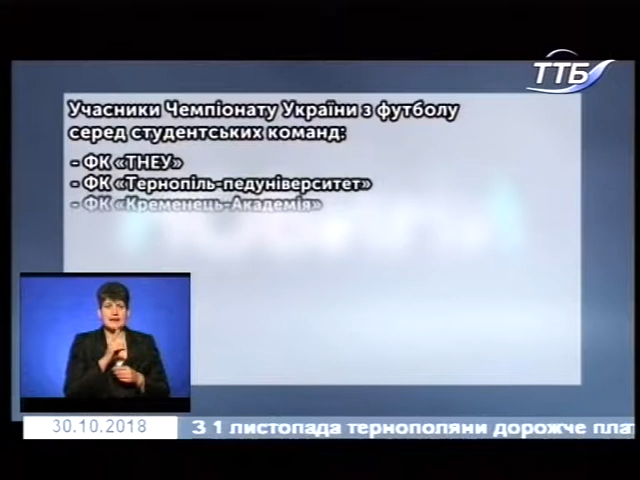 ТТБ
Учасники Чемпіонату України з футболу
серед студентських команд:
- ФК «ТНЕУ»
- ФК «Тернопіль-педуніверситет»
- ФК «Кременець-Академія»
30.10.2018
З 1 листопада тернополяни дорожче плат